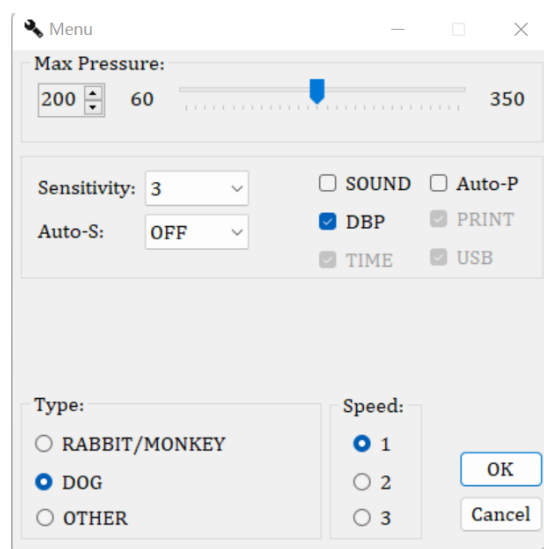 Menu
Max Pressure:
200 60 350
Sensitivity: 3 SOUND Auto-P
Auto-S: OFF DBP PRINT
TIME USB
Type: Speed:
RABBIT/MONKEY 1
DOG 2 OK
OTHER 3 Cancel